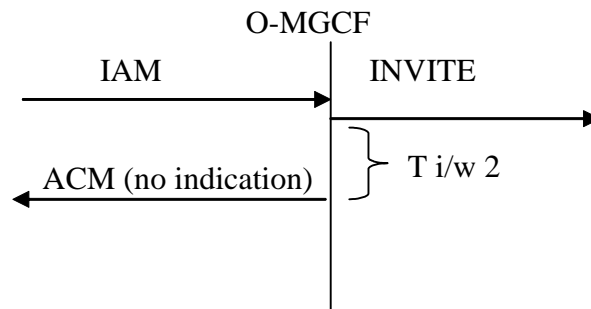 O-MGCF
IAM
INVITE
T i/w 2
ACM (no indication)